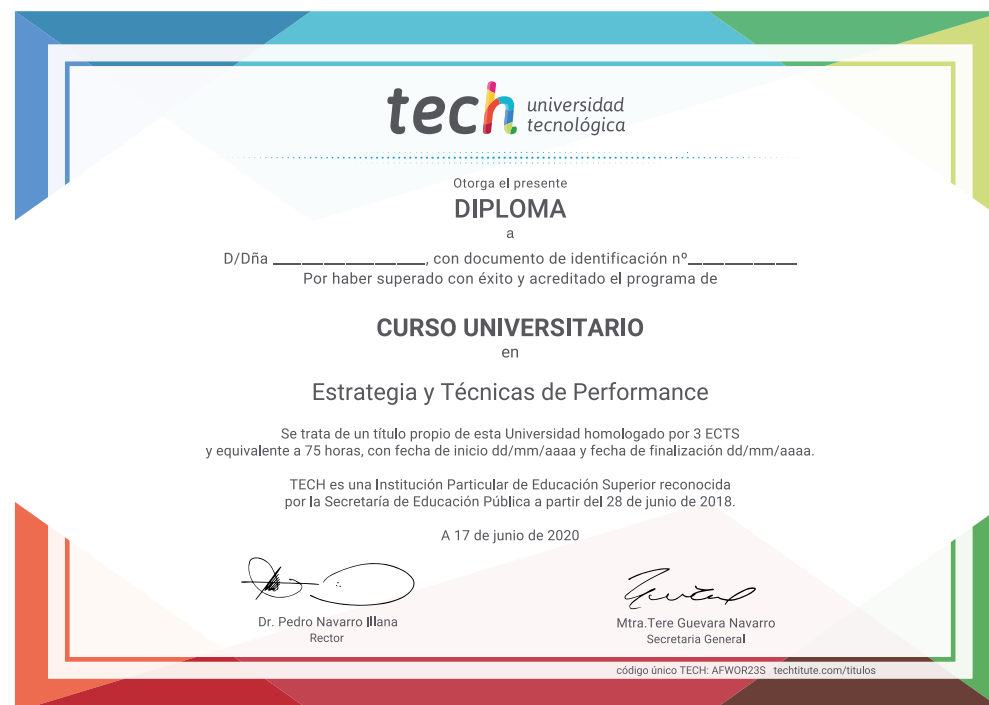 tech universidad
tecnológica
Otorga el presente
DIPLOMA
a
D/Dña ____________________, con documento de identificación nº______________
Por haber superado con éxito y acreditado el programa de
CURSO UNIVERSITARIO
en
Estrategia y Técnicas de Performance
Se trata de un título propio de esta Universidad homologado por 3 ECTS
y equivalente a 75 horas, con fecha de inicio dd/mm/aaaa y fecha de finalización dd/mm/aaaa.
TECH es una Institución Particular de Educación Superior reconocida
por la Secretaría de Educación Pública a partir del 28 de junio de 2018.
A 17 de junio de 2020
Dr. Pedro Navarro Illana
Rector
Mtra.Tere Guevara Navarro
Secretaria General
código único TECH: AFWOR23S techtitute.com/titulos